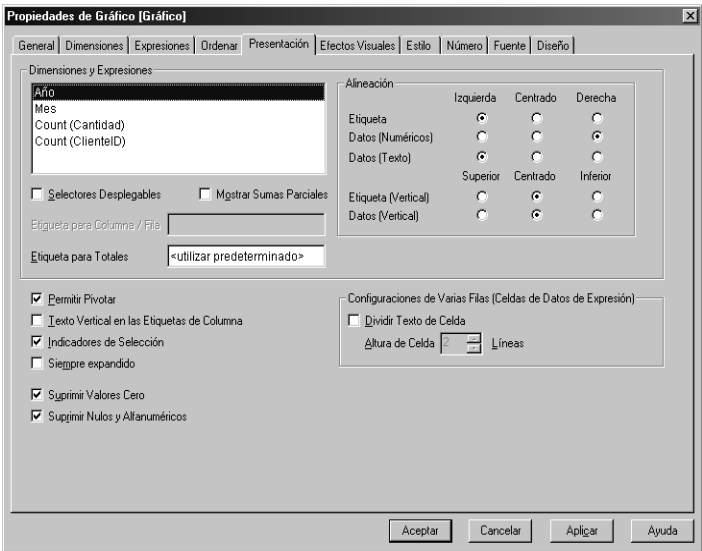 Propiedades de Gráfico [Gráfico]
General Dimensiones Expresiones Ordenar Presentación Efectos Visuales Estilo Número Fuente Diseño
Dimensiones y Expresiones
Año
Mes
Count (Cantidad)
Count (ClienteID)
Selectores Desplegables Mostrar Sumas Parciales
Etiqueta para Columna / Fila
Etiqueta para Totales <utilizar predeterminado>
Alineación
Izquierda Centrado Derecha
Etiqueta
Datos (Numéricos)
Datos (Texto)
Superior Centrado Inferior
Etiqueta (Vertical)
Datos (Vertical)
Permitir Pivotar
Texto Vertical en las Etiquetas de Columna
Indicadores de Selección
Siempre expandido
Suprimir Valores Cero
Suprimir Nulos y Alfanuméricos
Configuraciones de Varias Filas (Celdas de Datos de Expresión)
Dividir Texto de Celda
Altura de Celda 2 Líneas
Aceptar Cancelar Aplicar Ayuda